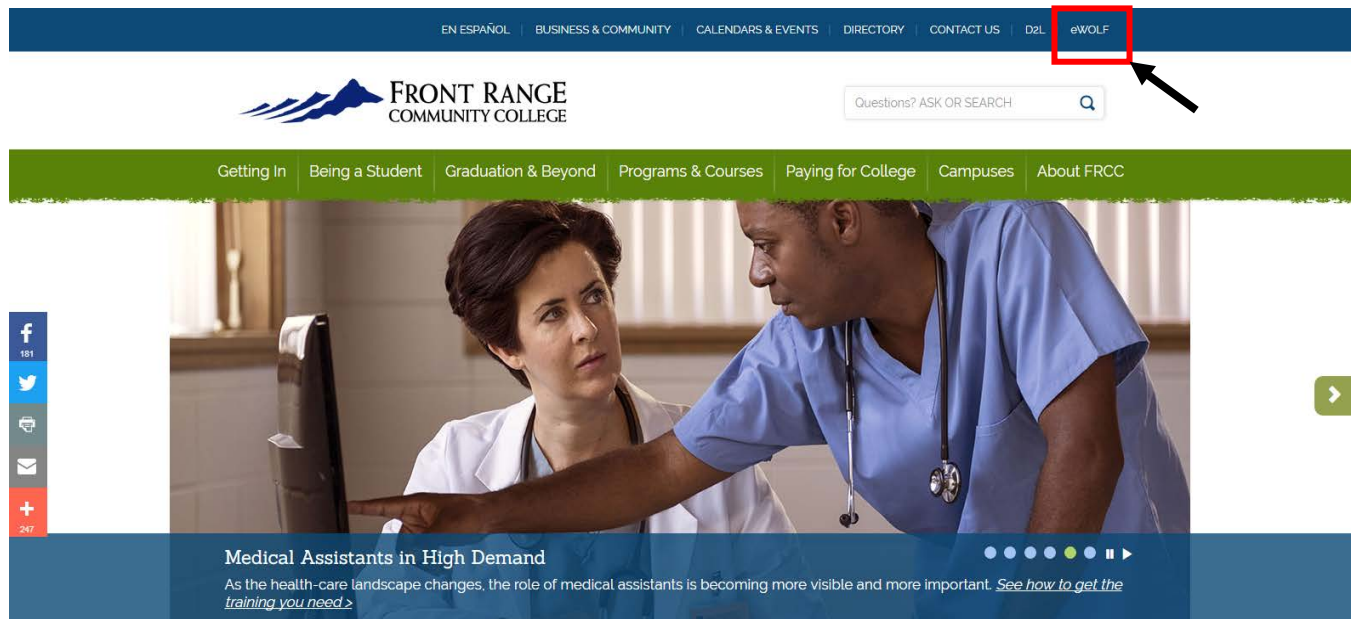 EN ESPAÑOL BUSINESS & COMMUNITY CALENDARS & EVENTS DIRECTORY CONTACT US D2L eWOLF
FRONT RANGE
COMMUNITY COLLEGE
Questions? ASK OR SEARCH
Getting In Being a Student Graduation & Beyond Programs & Courses Paying for College Campuses About FRCC
181
247
Medical Assistants in High Demand
As the health-care landscape changes, the role of medical assistants is becoming more visible and more important. See how to get the
training you need >